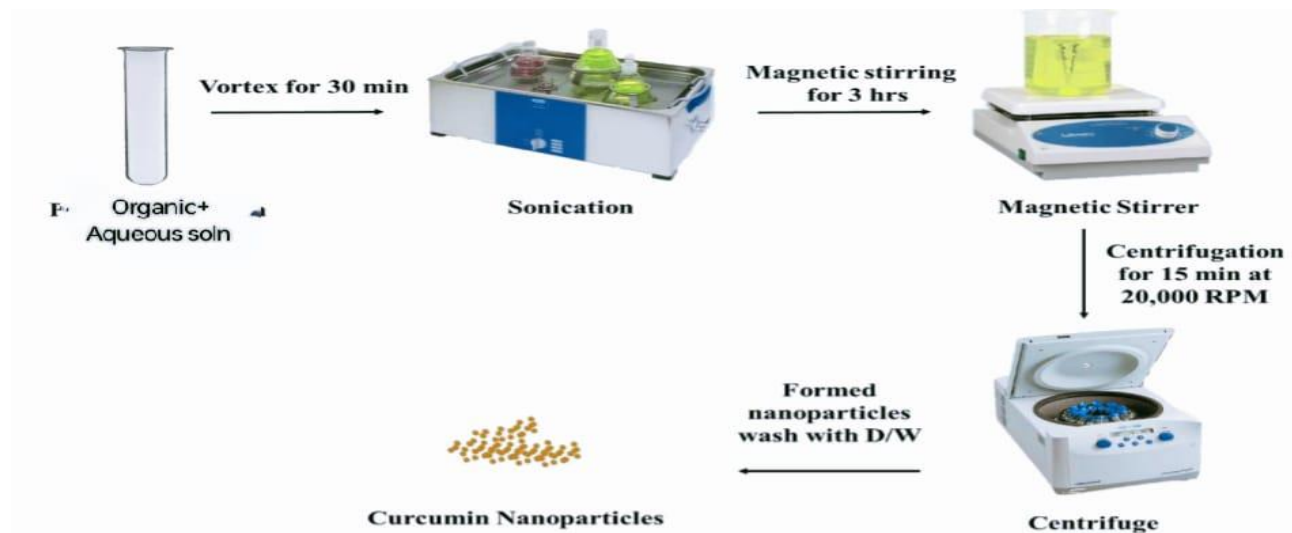 Vortex for 30 min
Magnetic stirring
for 3 hrs
Organic+
Aqueous soln
Sonication
Magnetic Stirrer
Centrifugation
for 15 min at
20,000 RPM
Formed
nanoparticles
wash with D/W
Curcumin Nanoparticles
Centrifuge